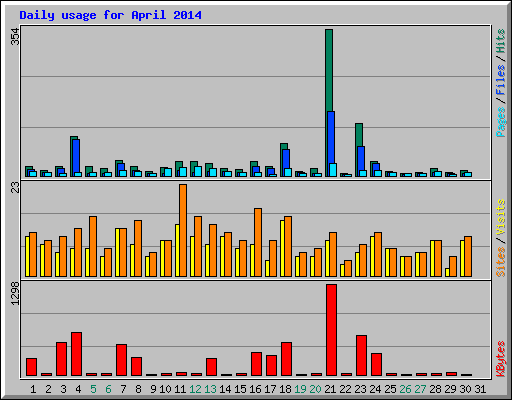 Daily usage for April 2014
354
Pages / Files / Hits
23
Sites / Visits
1298
KBytes
1 2 3 4 5 6 7 8 9 10 11 12 13 14 15 16 17 18 19 20 21 22 23 24 25 26 27 28 29 30 31